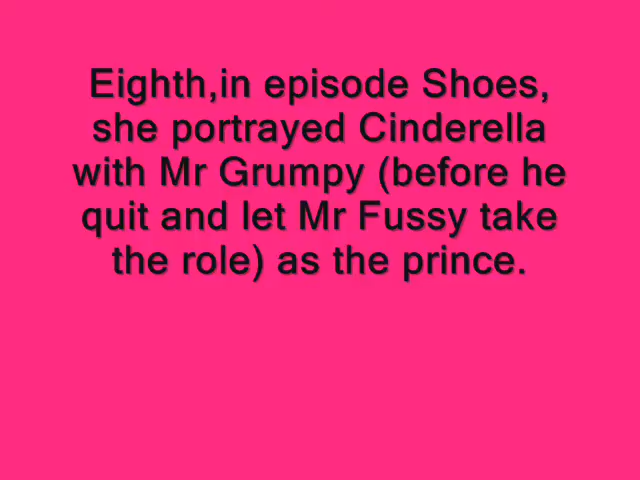 Eighth,in episode Shoes,
she portrayed Cinderella
with Mr Grumpy (before he
quit and let Mr Fussy take
the role) as the prince.